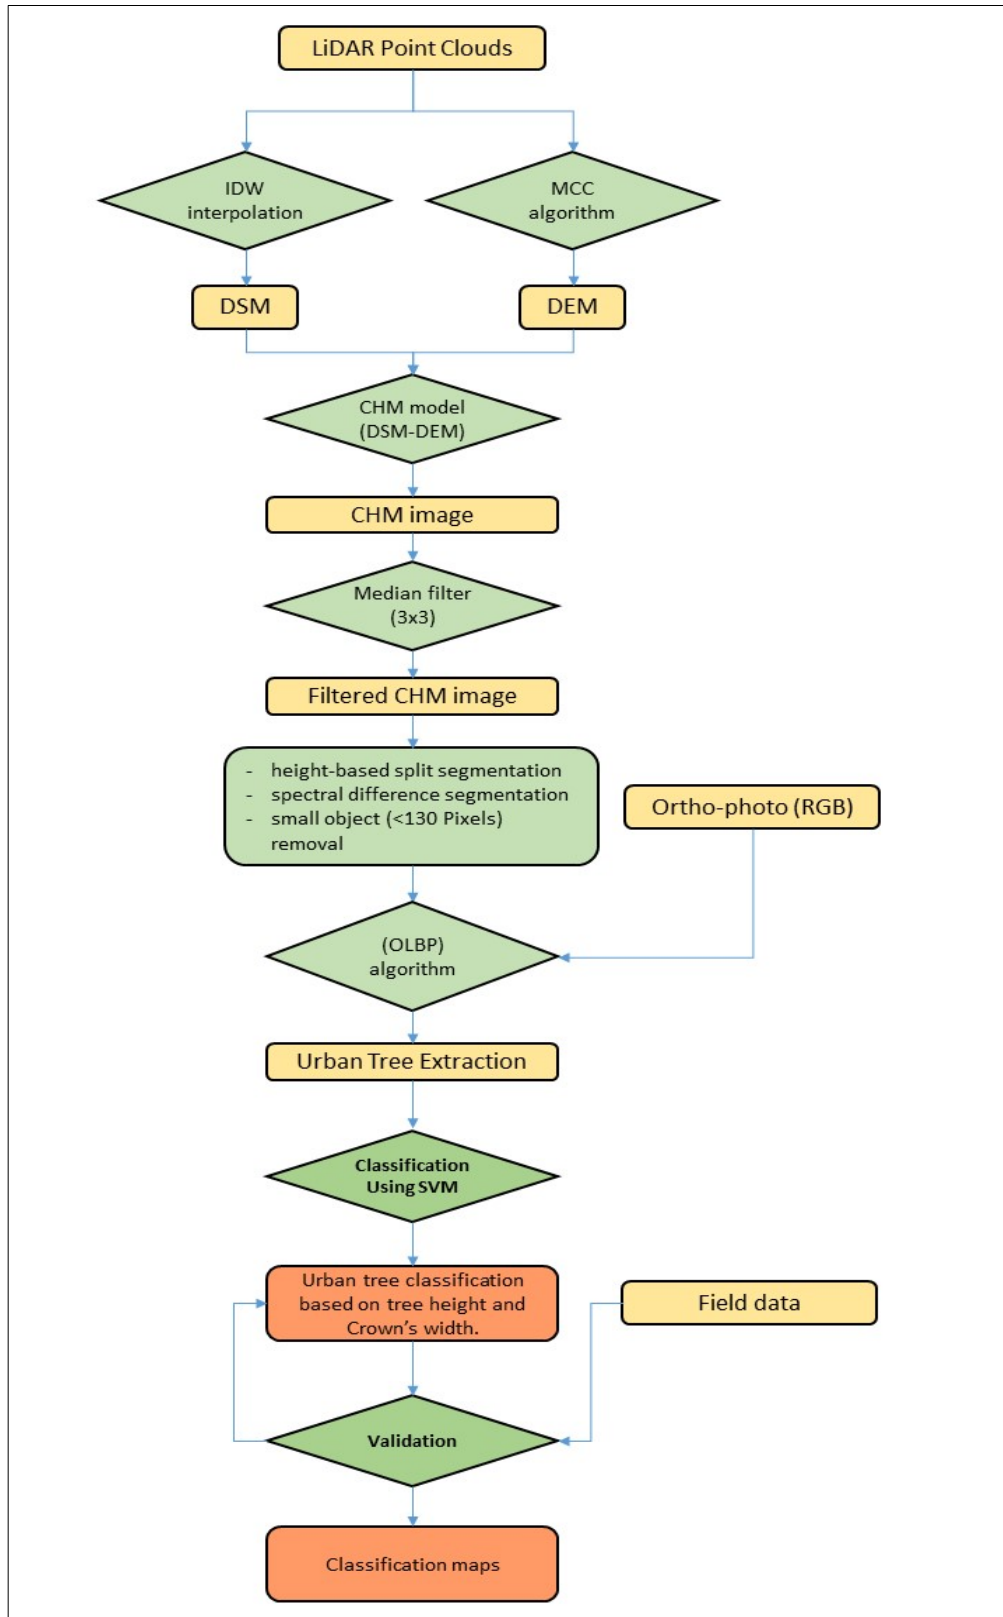 LiDAR Point Clouds
IDW
interpolation
MCC
algorithm
DSM
DEM
CHM model
(DSM-DEM)
CHM image
Median filter
(3x3)
Filtered CHM image
- height-based split segmentation
- spectral difference segmentation
- small object (<130 Pixels)
removal
Ortho-photo (RGB)
(OLBP)
algorithm
Urban Tree Extraction
Classification
Using SVM
Urban tree classification
based on tree height and
Crown’s width.
Field data
Validation
Classification maps